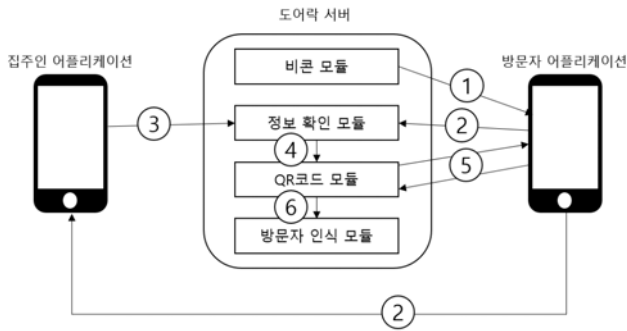 도어락 서버
집주인 어플리케이션
방문자 어플리케이션
비콘 모듈
1
정보 확인 모듈
2
3
4
QR코드 모듈
5
6
방문자 인식 모듈
2